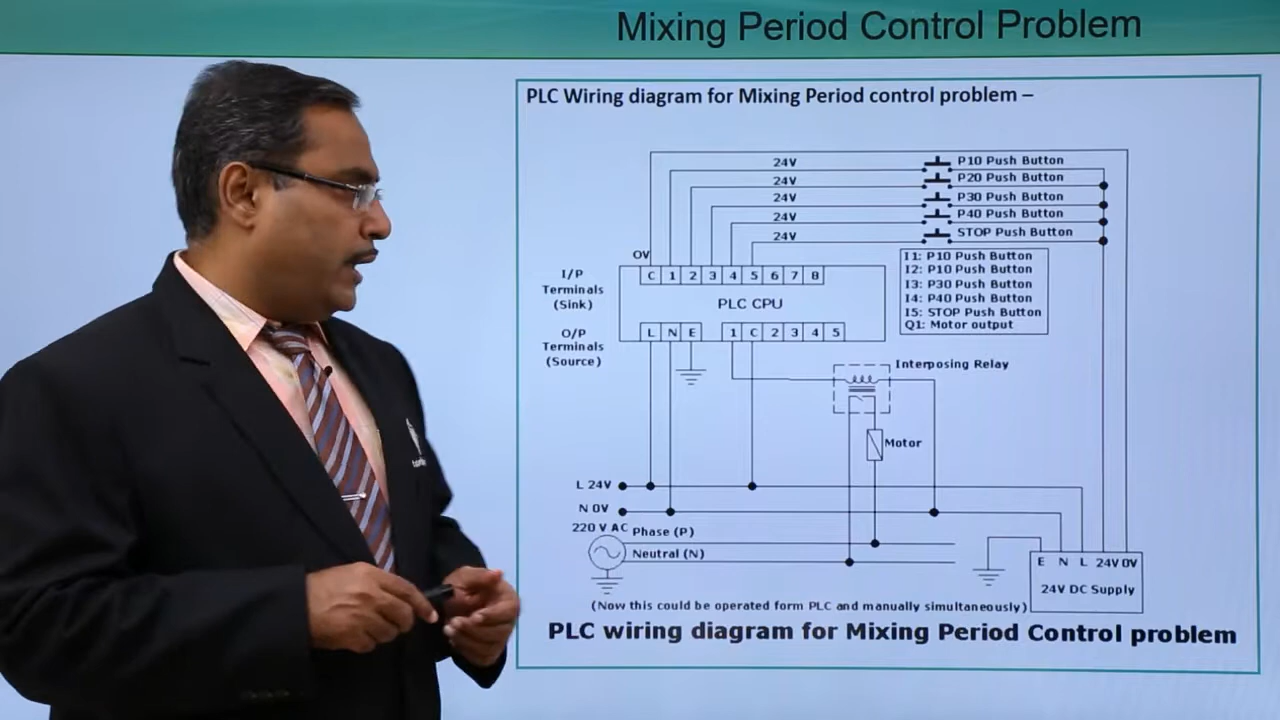 Mixing Period Control Problem
PLC Wiring diagram for Mixing Period control problem –
24V P10 Push Button
24V P20 Push Button
24V P30 Push Button
24V P40 Push Button
24V STOP Push Button
0V
I/P
Terminals
(Sink)
C 1 2 3 4 5 6 7 8
PLC CPU
O/P
Terminals
(Source)
L N E 1 C 2 3 4 5
I1: P10 Push Button
I2: P10 Push Button
I3: P30 Push Button
I4: P40 Push Button
I5: STOP Push Button
Q1: Motor output
Interposing Relay
Motor
L 24V
N 0V
220 V AC
Phase (P)
Neutral (N)
E N L 24V 0V
24V DC Supply
(Now this could be operated form PLC and manually simultaneously)
PLC wiring diagram for Mixing Period Control problem